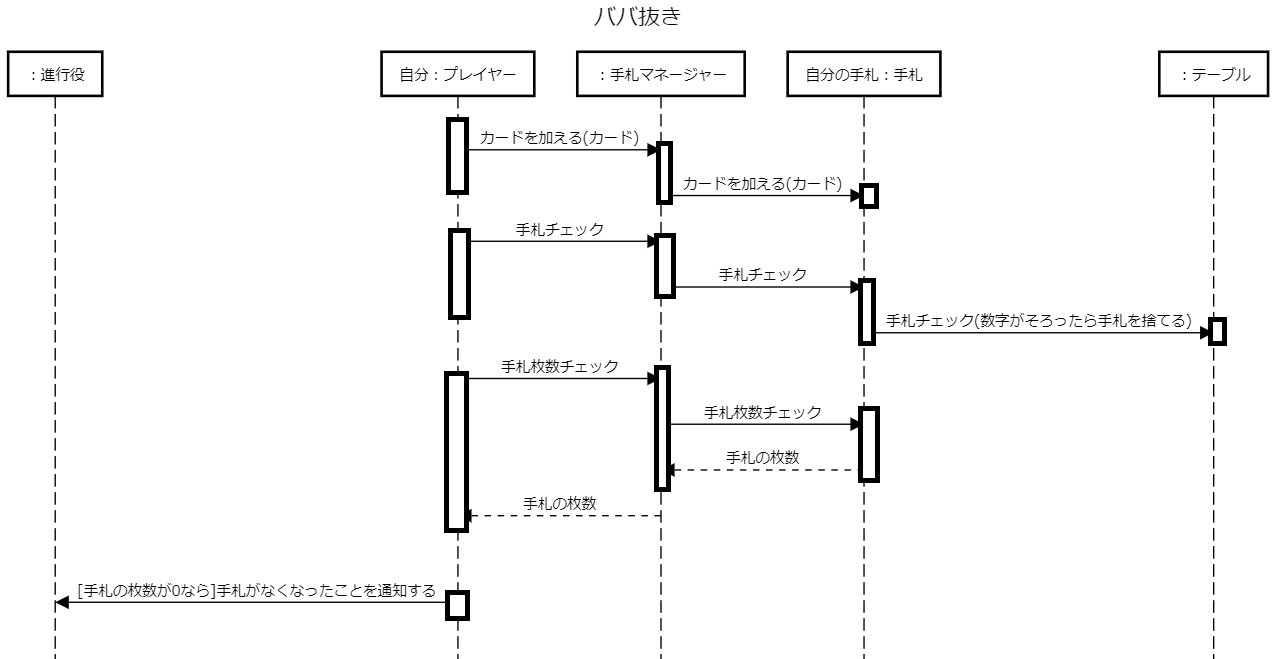 ババ抜き
：進行役
自分：プレイヤー
：手札マネージャー
自分の手札：手札
：テーブル
カードを加える(カード)
カードを加える(カード)
手札チェック
手札チェック
手札チェック(数字がそろったら手札を捨てる)
手札枚数チェック
手札枚数チェック
手札の枚数
手札の枚数
[手札の枚数が0なら]手札がなくなったことを通知する